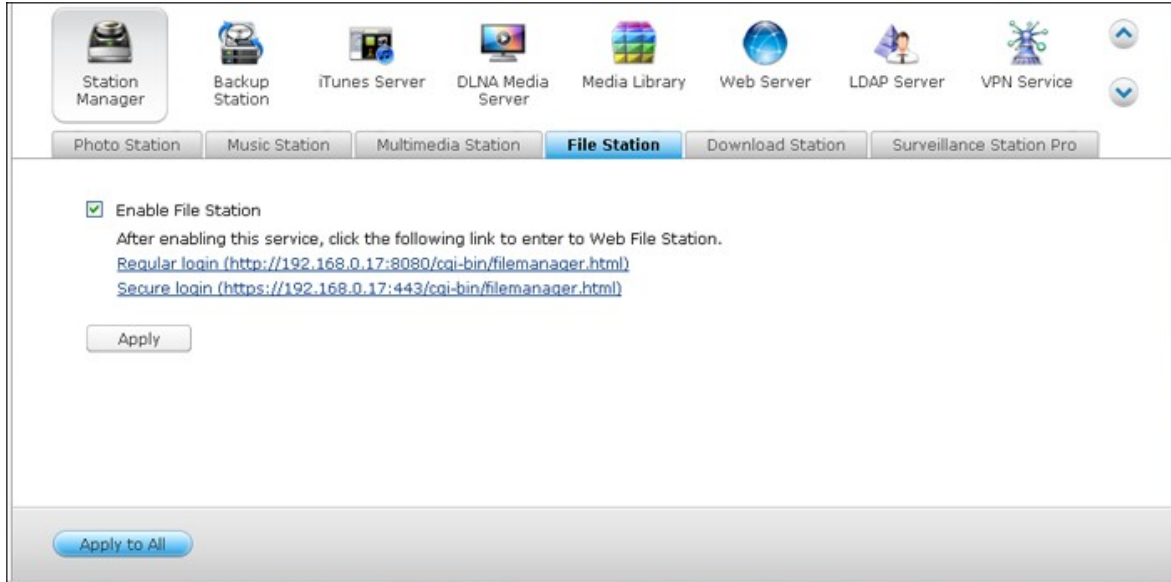 Station Manager
Backup Station
iTunes Server
DLNA Media Server
Media Library
Web Server
LDAP Server
VPN Service
Photo Station
Music Station
Multimedia Station
File Station
Download Station
Surveillance Station Pro
Enable File Station
After enabling this service, click the following link to enter to Web File Station.
Regular login (http://192.168.0.17:8080/cgi-bin/filemanager.html)
Secure login (https://192.168.0.17:443/cgi-bin/filemanager.html)
Apply
Apply to All